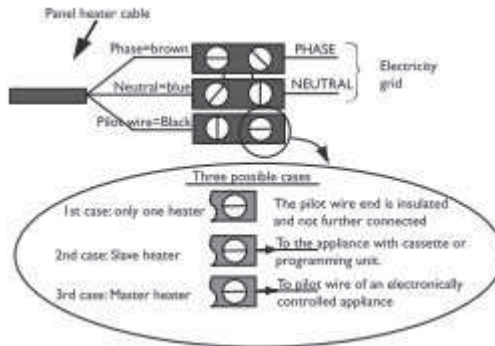 Panel heater cable
Phase=brown
PHASE
Neutral=blue
NEUTRAL
Electricity
grid
Pilot wire=Black
Three possible cases
1st case: only one heater
The pilot wire end is insulated
and not further connected
2nd case: Slave heater
To the appliance with cassette or
programming unit.
3rd case: Master heater
To pilot wire of an electronically
controlled appliance